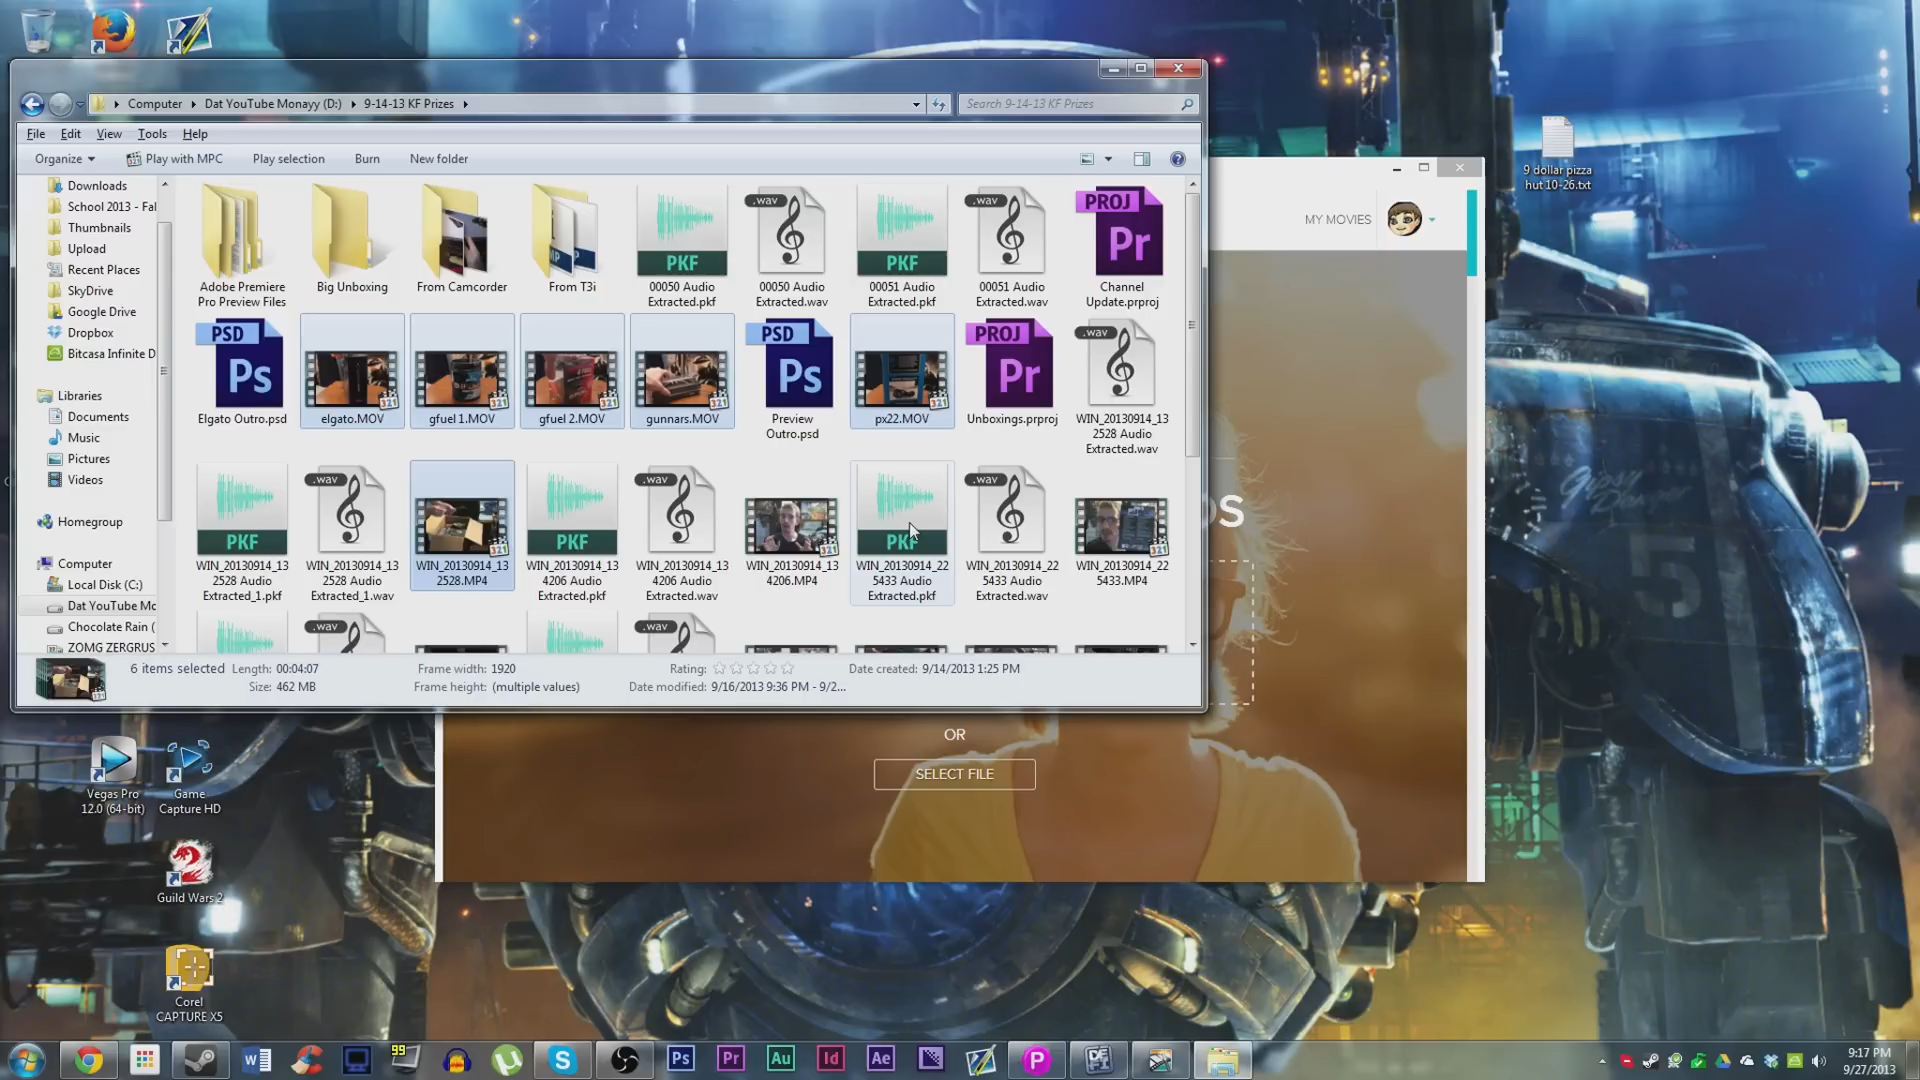 Computer
Dat YouTube Monayy (D:)
9-14-13 KF Prizes
Search 9-14-13 KF Prizes
File
Edit
View
Tools
Help
Organize
Play with MPC
Play selection
Burn
New folder
Downloads
School 2013 - Fal
Thumbnails
Upload
Recent Places
SkyDrive
Google Drive
Dropbox
Bitcasa Infinite D
Libraries
Documents
Music
Pictures
Videos
Homegroup
Computer
Local Disk (C:)
Dat YouTube Mc
Chocolate Rain (
ZOMG ZERGRUS
PKF
.wav
PKF
.wav
PROJ
Pr
Adobe Premiere
Pro Preview Files
Big Unboxing
From Camcorder
From T3i
00050 Audio
Extracted.pkf
00050 Audio
Extracted.wav
00051 Audio
Extracted.pkf
00051 Audio
Extracted.wav
Channel
Update.prproj
PSD
Ps
321
321
321
321
PSD
Ps
321
PROJ
Pr
.wav
Elgato Outro.psd
elgato.MOV
gfuel 1.MOV
gfuel 2.MOV
gunnars.MOV
Preview
Outro.psd
px22.MOV
Unboxings.prproj
WIN_20130914_13
2528 Audio
Extracted.wav
PKF
.wav
321
PKF
.wav
321
PKF
.wav
321
WIN_20130914_13
2528 Audio
Extracted_1.pkf
WIN_20130914_13
2528 Audio
Extracted_1.wav
WIN_20130914_13
2528.MP4
WIN_20130914_13
4206 Audio
Extracted.pkf
WIN_20130914_13
4206 Audio
Extracted.wav
WIN_20130914_13
4206.MP4
WIN_20130914_22
5433 Audio
Extracted.pkf
WIN_20130914_22
5433 Audio
Extracted.wav
WIN_20130914_22
5433.MP4
.wav
.wav
6 items selected
Length: 00:04:07
Size: 462 MB
Frame width: 1920
Frame height: (multiple values)
Rating:
Date modified: 9/16/2013 9:36 PM - 9/2...
Date created: 9/14/2013 1:25 PM
MY MOVIES
OS
OR
SELECT FILE
9 dollar pizza
hut 10-26.txt
Gipsy
Danger
5
Vegas Pro
12.0 (64-bit)
Game
Capture HD
Guild Wars 2
Corel
CAPTURE X5
99
Ps
Pr
Au
Id
Ae
9:17 PM
9/27/2013